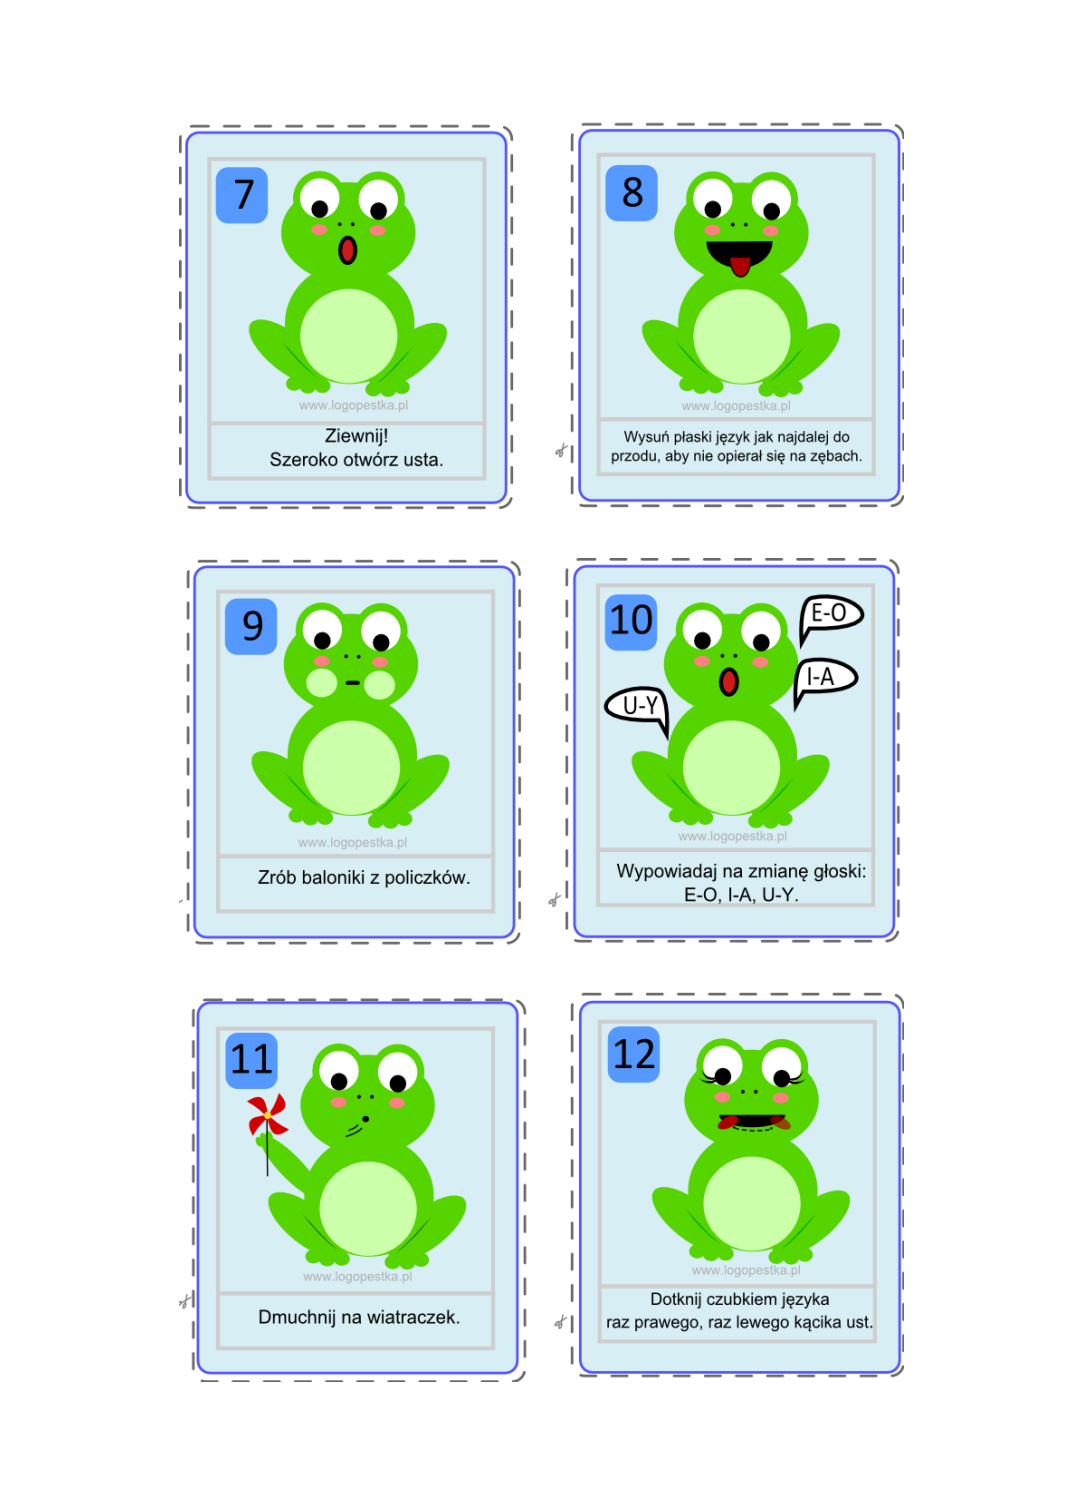 7
www.logopestka.pl
Ziewnij!
Szeroko otwórz usta.
8
www.logopestka.pl
Wysuń płaski język jak najdalej do
przodu, aby nie opierał się na zębach.
9
www.logopestka.pl
Zrób baloniki z policzków.
10
E-O
I-A
U-Y
www.logopestka.pl
Wypowiadaj na zmianę głoski:
E-O, I-A, U-Y.
11
www.logopestka.pl
Dmuchnij na wiatraczek.
12
www.logopestka.pl
Dotknij czubkiem języka
raz prawego, raz lewego kącika ust.